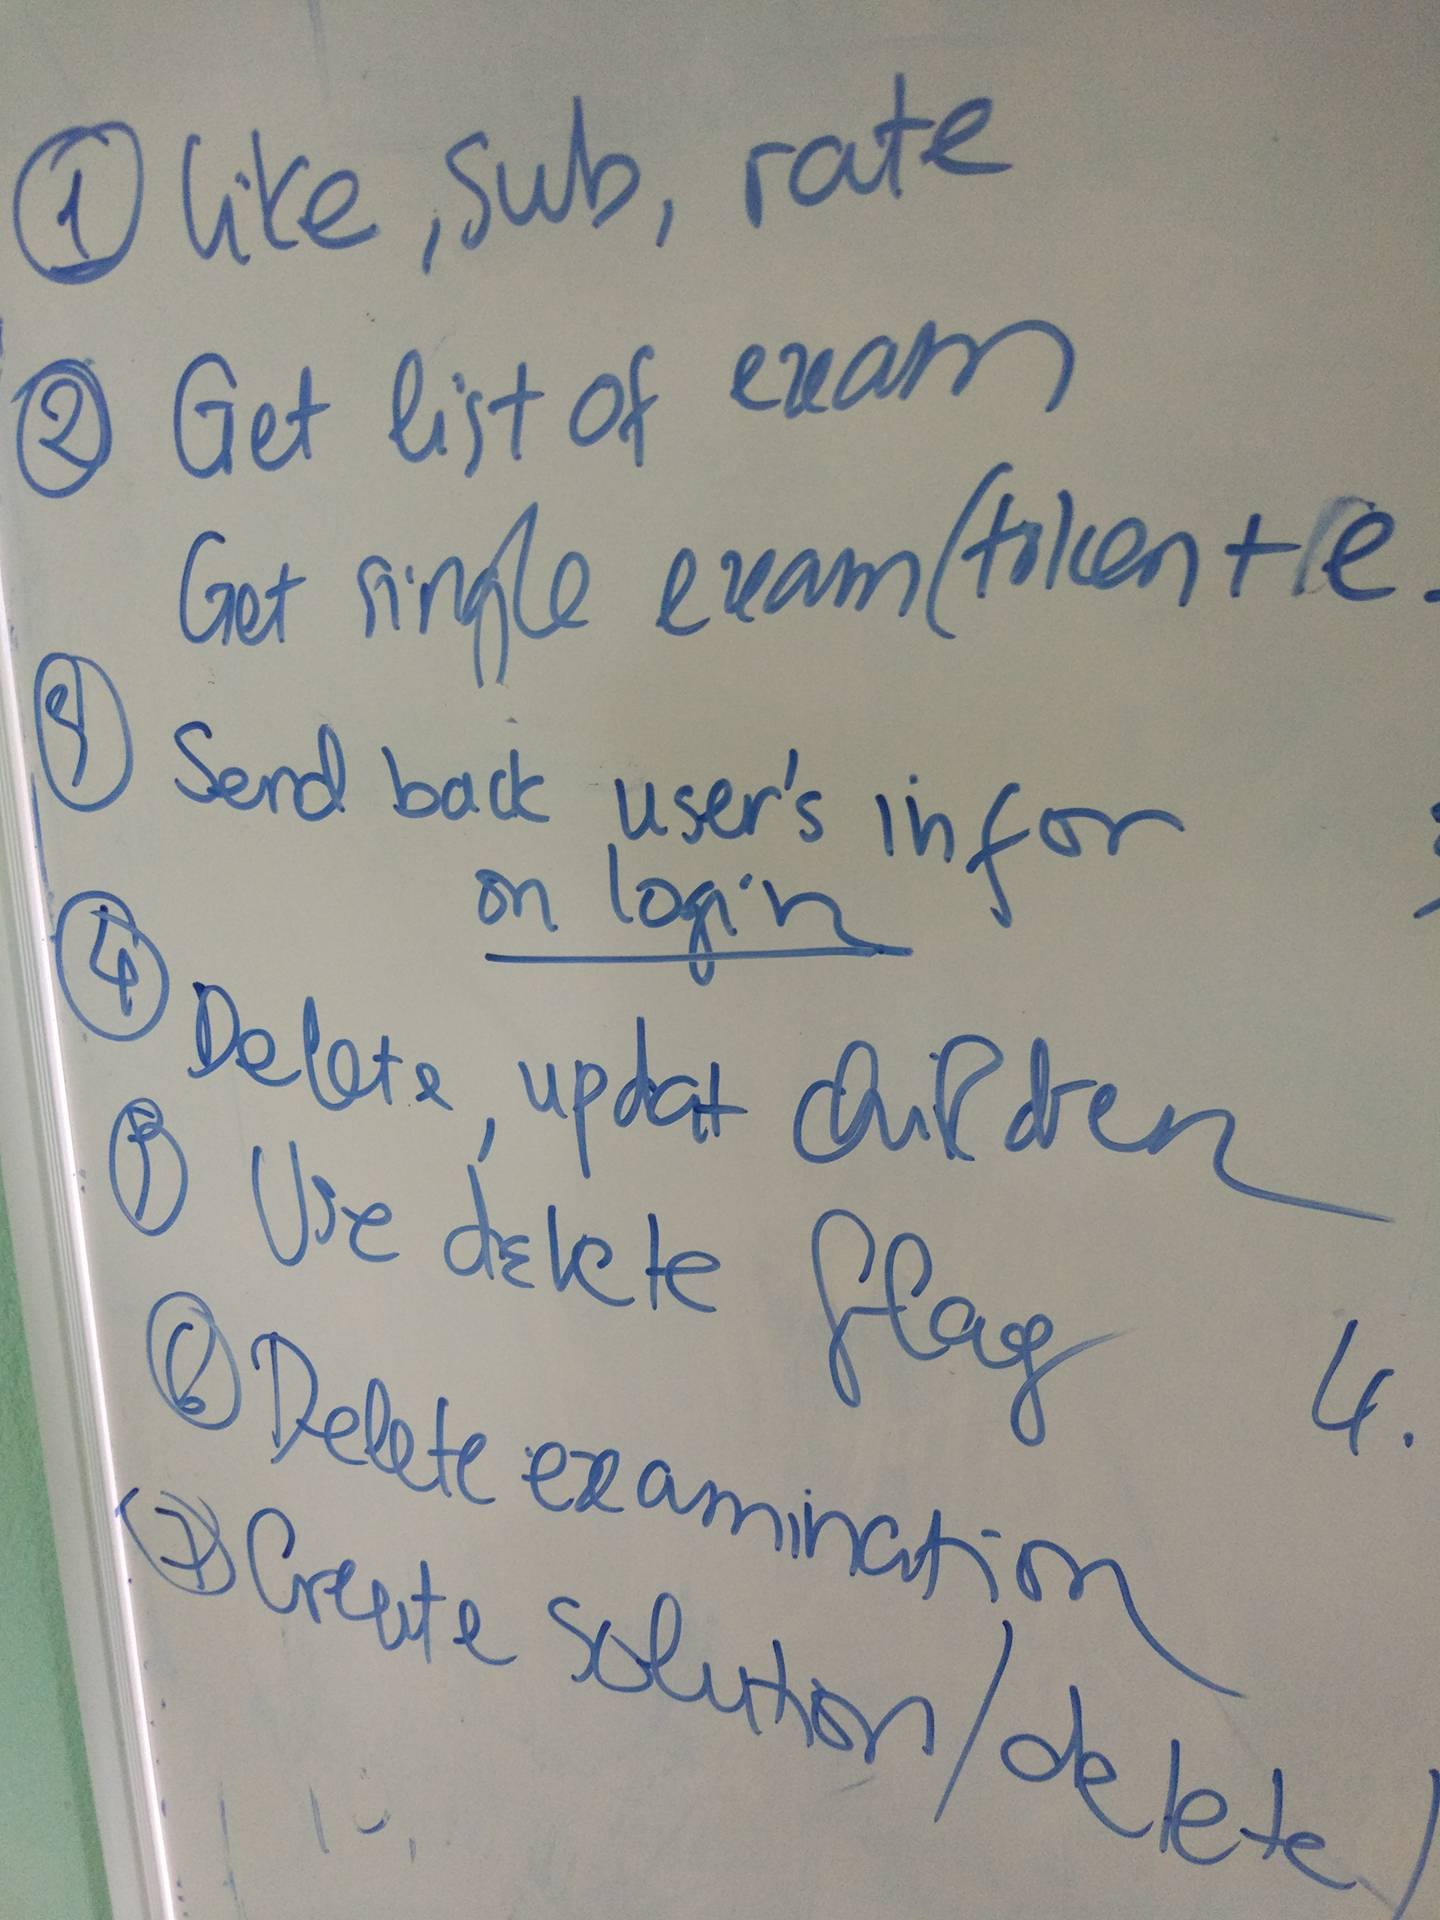 ① like, sub, rate
② Get list of exam
Get single exam (token + e
③ Send back user's infor
on login
④ Delete, updat children
⑤ Use delete flag
4.
⑥ Delete examination
⑦ Create solution/delete/